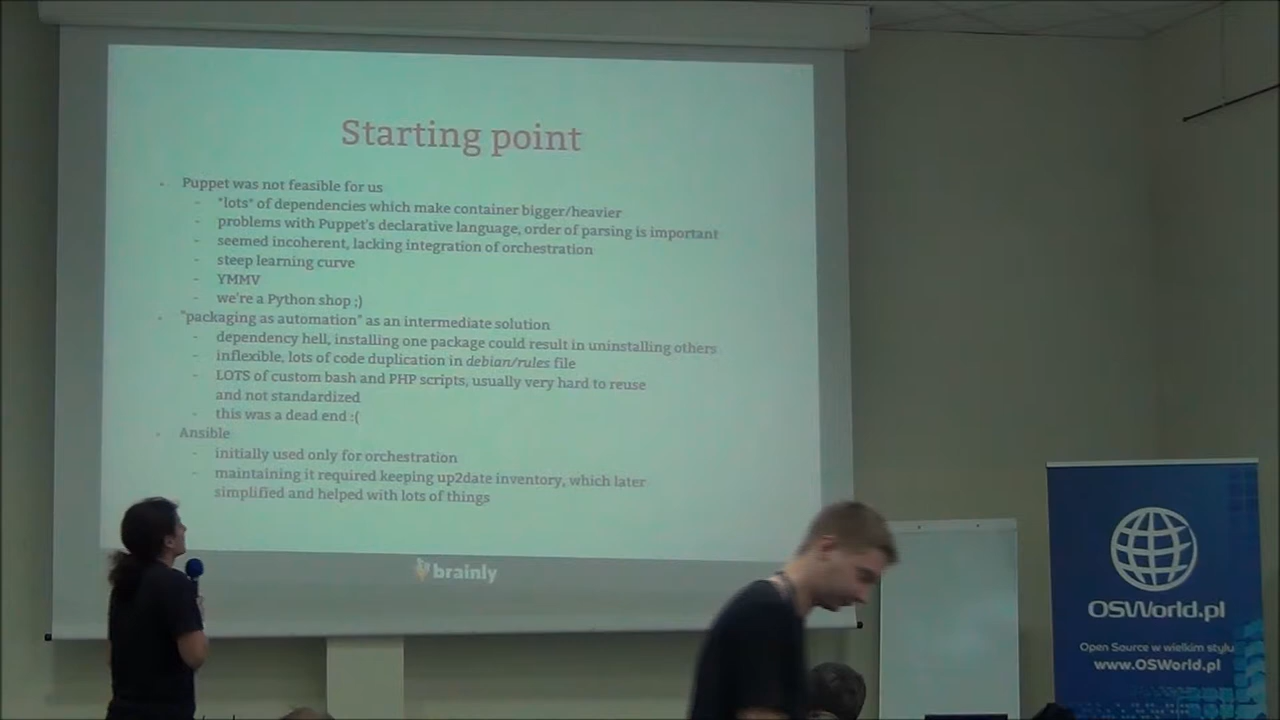 Starting point
Puppet was not feasible for us
- *lots* of dependencies which make container bigger/heavier
- problems with Puppet's declarative language, order of parsing is important
- seemed incoherent, lacking integration of orchestration
- steep learning curve
- YMMV
- we're a Python shop ;)
"packaging as automation" as an intermediate solution
- dependency hell, installing one package could result in uninstalling others
- inflexible, lots of code duplication in debian/rules file
- LOTS of custom bash and PHP scripts, usually very hard to reuse
and not standardized
- this was a dead end :(
Ansible
- initially used only for orchestration
- maintaining it required keeping up2date inventory, which later
simplified and helped with lots of things
brainly
OSWorld.pl
Open Source w wielkim stylu
www.OSWorld.pl